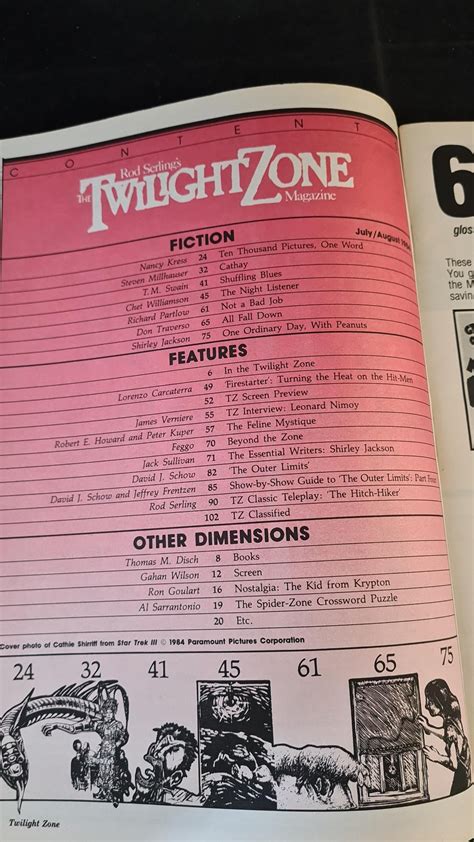 CONTENT
Rod Serling's
THE TWILIGHT ZONE
Magazine
July/August
FICTION
Nancy Kress 24 Ten Thousand Pictures, One Word
Steven Millhauser 32 Cathay
T.M. Swain 41 Shuffling Blues
Chet Williamson 45 The Night Listener
Richard Partlow 61 Not a Bad Job
Don Traverso 65 All Fall Down
Shirley Jackson 75 One Ordinary Day, With Peanuts
FEATURES
6 In the Twilight Zone
Lorenzo Carcaterra 49 'Firestarter': Turning the Heat on the Hit-Men
52 TZ Screen Preview
James Verniere 55 TZ Interview: Leonard Nimoy
Robert E. Howard and Peter Kuper 57 The Feline Mystique
Feggo 70 Beyond the Zone
Jack Sullivan 71 The Essential Writers: Shirley Jackson
David J. Schow 82 'The Outer Limits'
David J. Schow and Jeffrey Frentzen 85 Show-by-Show Guide to 'The Outer Limits': Part Four
Rod Serling 90 TZ Classic Teleplay: 'The Hitch-Hiker'
102 TZ Classified
OTHER DIMENSIONS
Thomas M. Disch 8 Books
Gahan Wilson 12 Screen
Ron Goulart 16 Nostalgia: The Kid from Krypton
Al Sarrantonio 19 The Spider-Zone Crossword Puzzle
20 Etc.
Cover photo of Cathie Shirriff from Star Trek III © 1984 Paramount Pictures Corporation
24 32 41 45 61 65 75
Twilight Zone
6
glos
These
You g
the M
savin